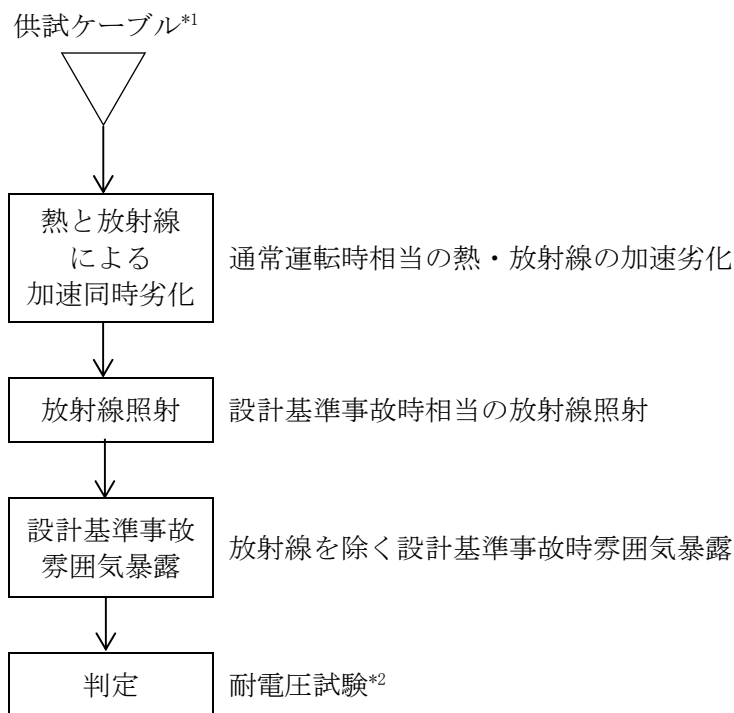 供試ケーブル*1
熱と放射線
による
加速同時劣化
通常運転時相当の熱・放射線の加速劣化
放射線照射
設計基準事故時相当の放射線照射
設計基準事故
雰囲気暴露
放射線を除く設計基準事故時雰囲気暴露
判定
耐電圧試験*2